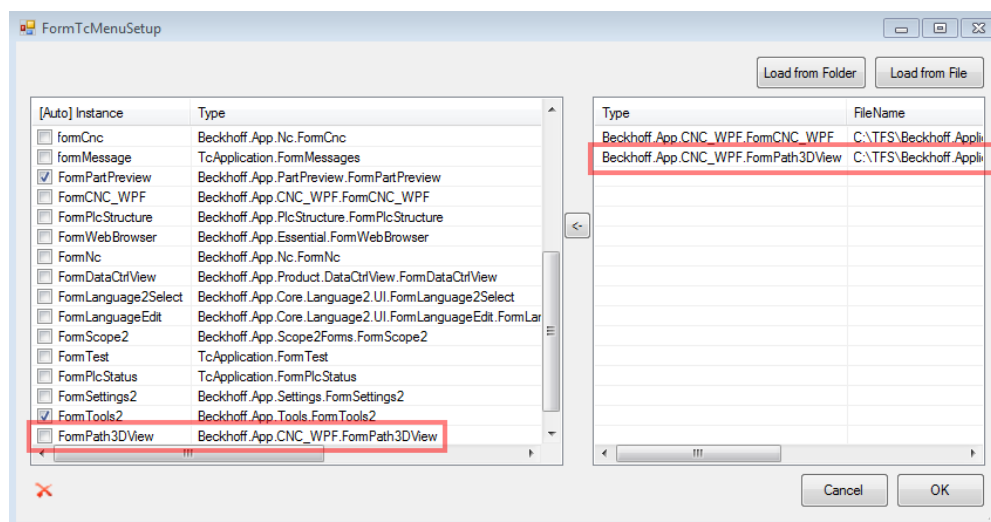 FormTcMenuSetup
Load from Folder
Load from File
[Auto] Instance Type
formCnc Beckhoff.App.Nc.FormCnc
formMessage TcApplication.FormMessages
FormPartPreview Beckhoff.App.PartPreview.FormPartPreview
FormCNC_WPF Beckhoff.App.CNC_WPF.FormCNC_WPF
FormPlcStructure Beckhoff.App.PlcStructure.FormPlcStructure
FormWebBrowser Beckhoff.App.Essential.FormWebBrowser
FormNc Beckhoff.App.Nc.FormNc
FormDataCtrlView Beckhoff.App.Product.DataCtrlView.FormDataCtrlView
FormLanguage2Select Beckhoff.App.Core.Language2.UI.FormLanguage2Select
FormLanguageEdit Beckhoff.App.Core.Language2.UI.FormLanguageEdit.FormLan
FormScope2 Beckhoff.App.Scope2Forms.FormScope2
FormTest TcApplication.FormTest
FormPlcStatus TcApplication.FormPlcStatus
FormSettings2 Beckhoff.App.Settings.FormSettings2
FormTools2 Beckhoff.App.Tools.FormTools2
FormPath3DView Beckhoff.App.CNC_WPF.FormPath3DView
<-
Type FileName
Beckhoff.App.CNC_WPF.FormCNC_WPF C:\TFS\Beckhoff.Appli
Beckhoff.App.CNC_WPF.FormPath3DView C:\TFS\Beckhoff.Appli
Cancel
OK